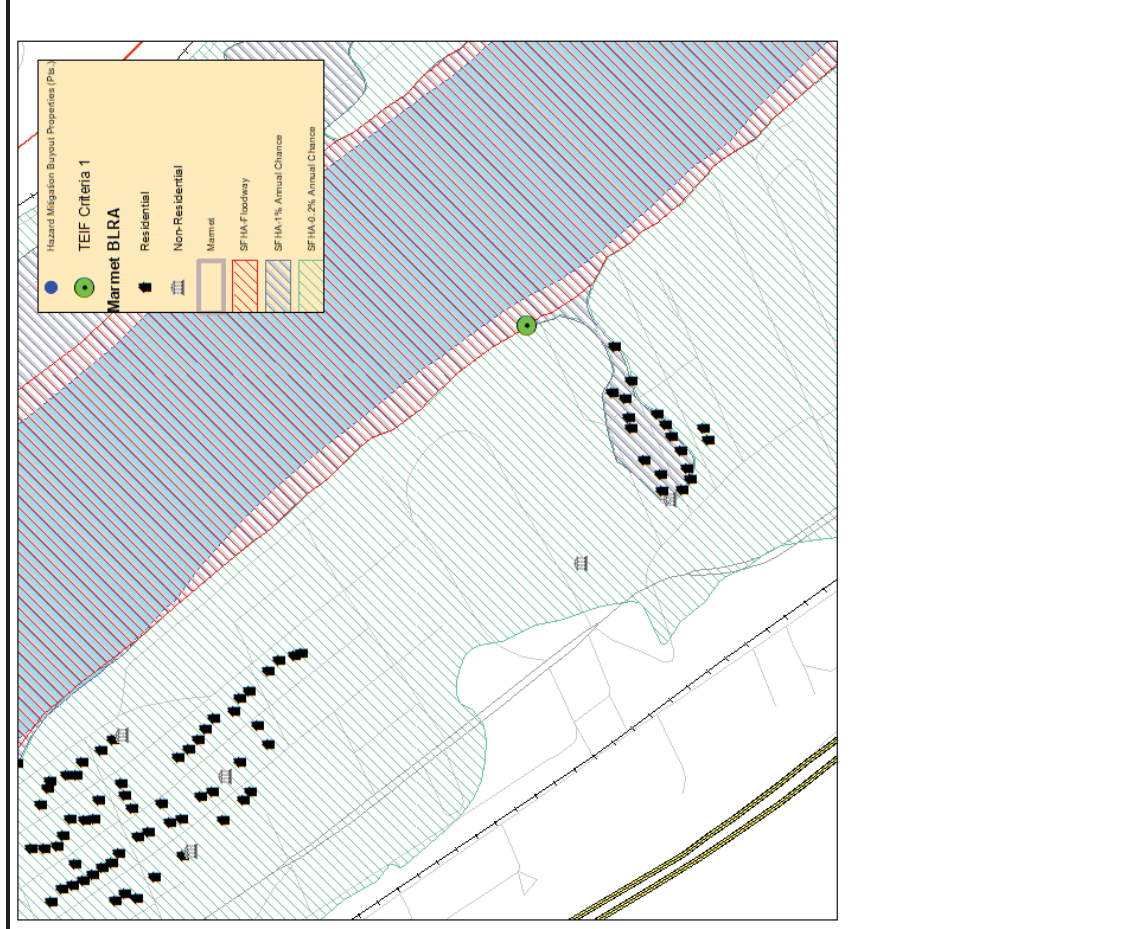 Hazard Mitigation Buyout Properties (Pts.)
TEIF Criteria 1
Marmet BLRA
Residential
Non-Residential
Marmet
SFHA-Floodway
SFHA-1% Annual Chance
SFHA-0.2% Annual Chance